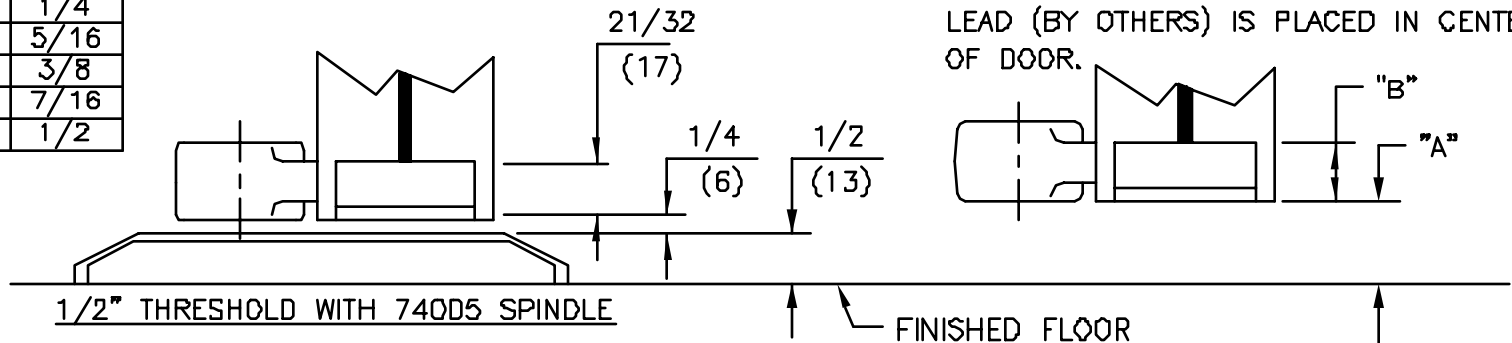 1/4
5/16
3/8
7/16
1/2
21/32
(17)
LEAD (BY OTHERS) IS PLACED IN
OF DOOR.
"B"
1/4
(6)
1/2
(13)
"A"
1/2" THRESHOLD WITH 740D5 SPINDLE
FINISHED FLOOR